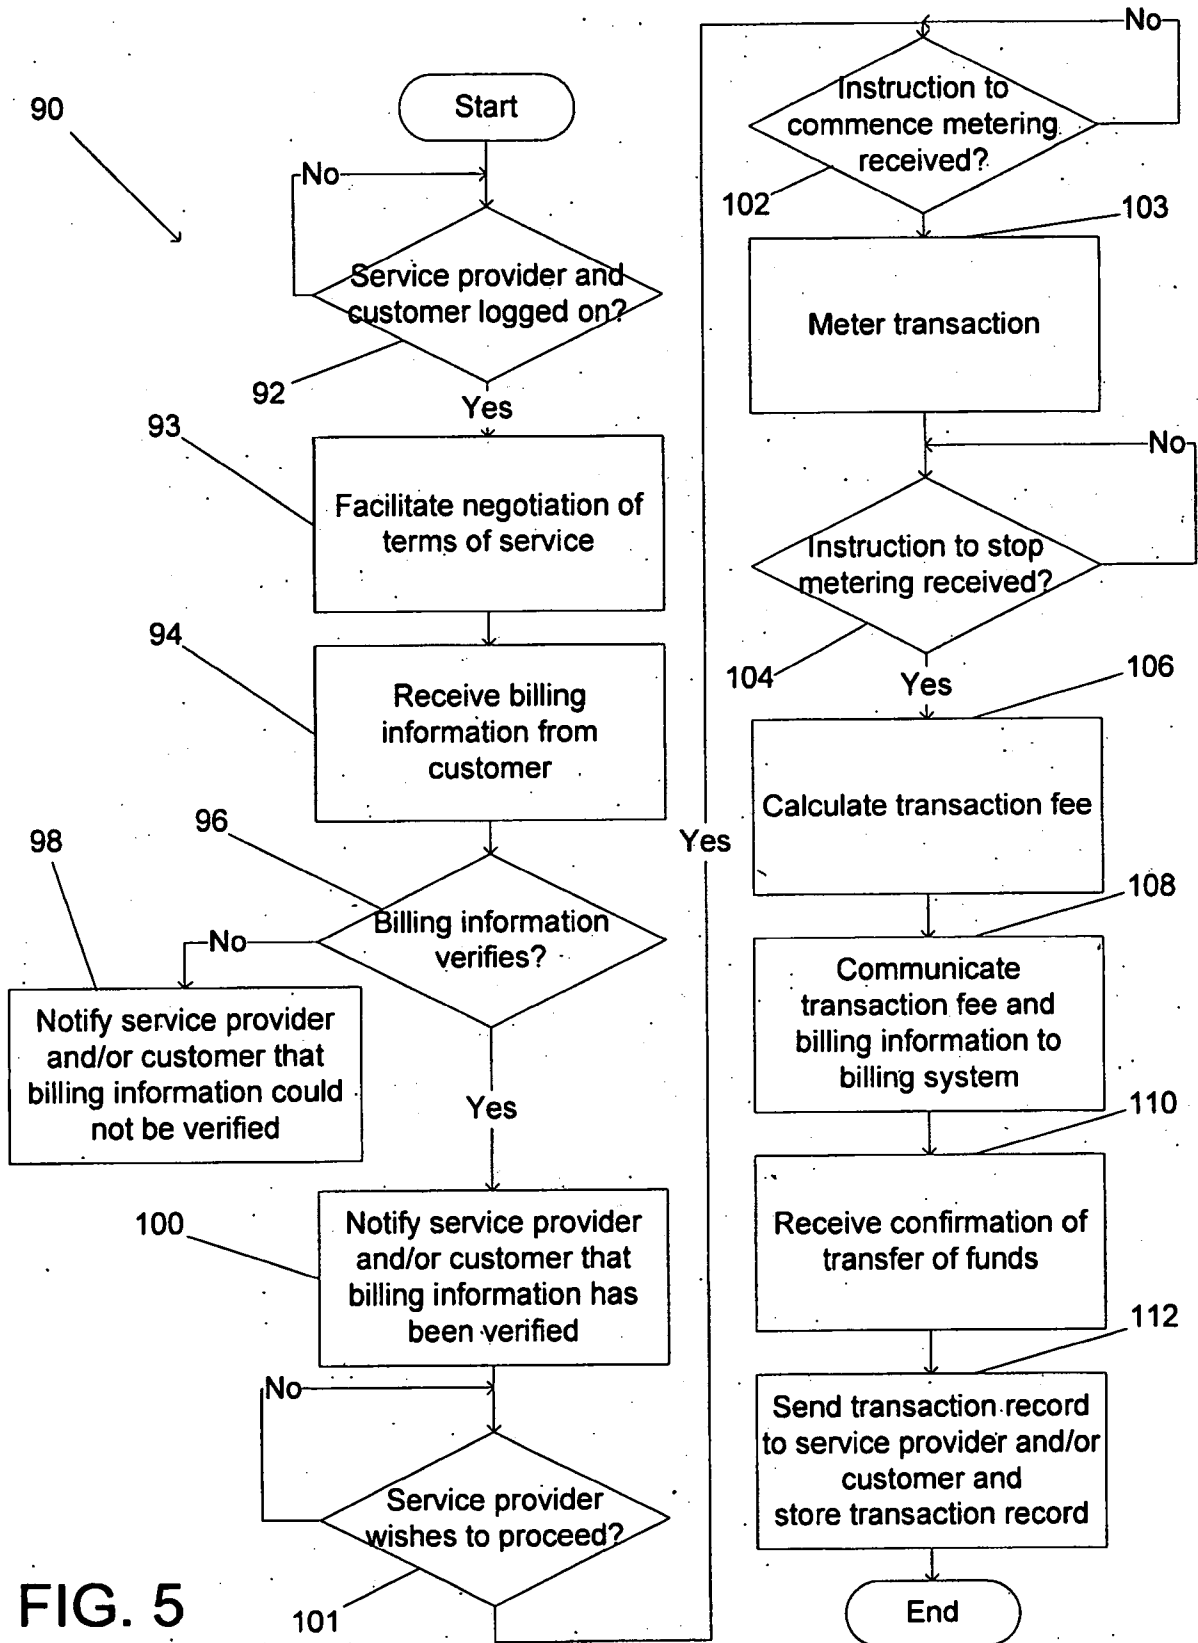 90
Start
No
Service provider and
customer logged on?
92
Yes
93
Facilitate negotiation of
terms of service
94
Receive billing
information from
customer
96
Billing information
verifies?
No
98
Notify service provider
and/or customer that
billing information could
not be verified
Yes
100
Notify service provider
and/or customer that
billing information has
been verified
No
Service provider
wishes to proceed?
101
Yes
No
Instruction to
commence metering
received?
102
103
Meter transaction
No
Instruction to stop
metering received?
104
Yes
106
Calculate transaction fee
108
Communicate
transaction fee and
billing information to
billing system
110
Receive confirmation of
transfer of funds
112
Send transaction record
to service provider and/or
customer and
store transaction record
End
FIG. 5